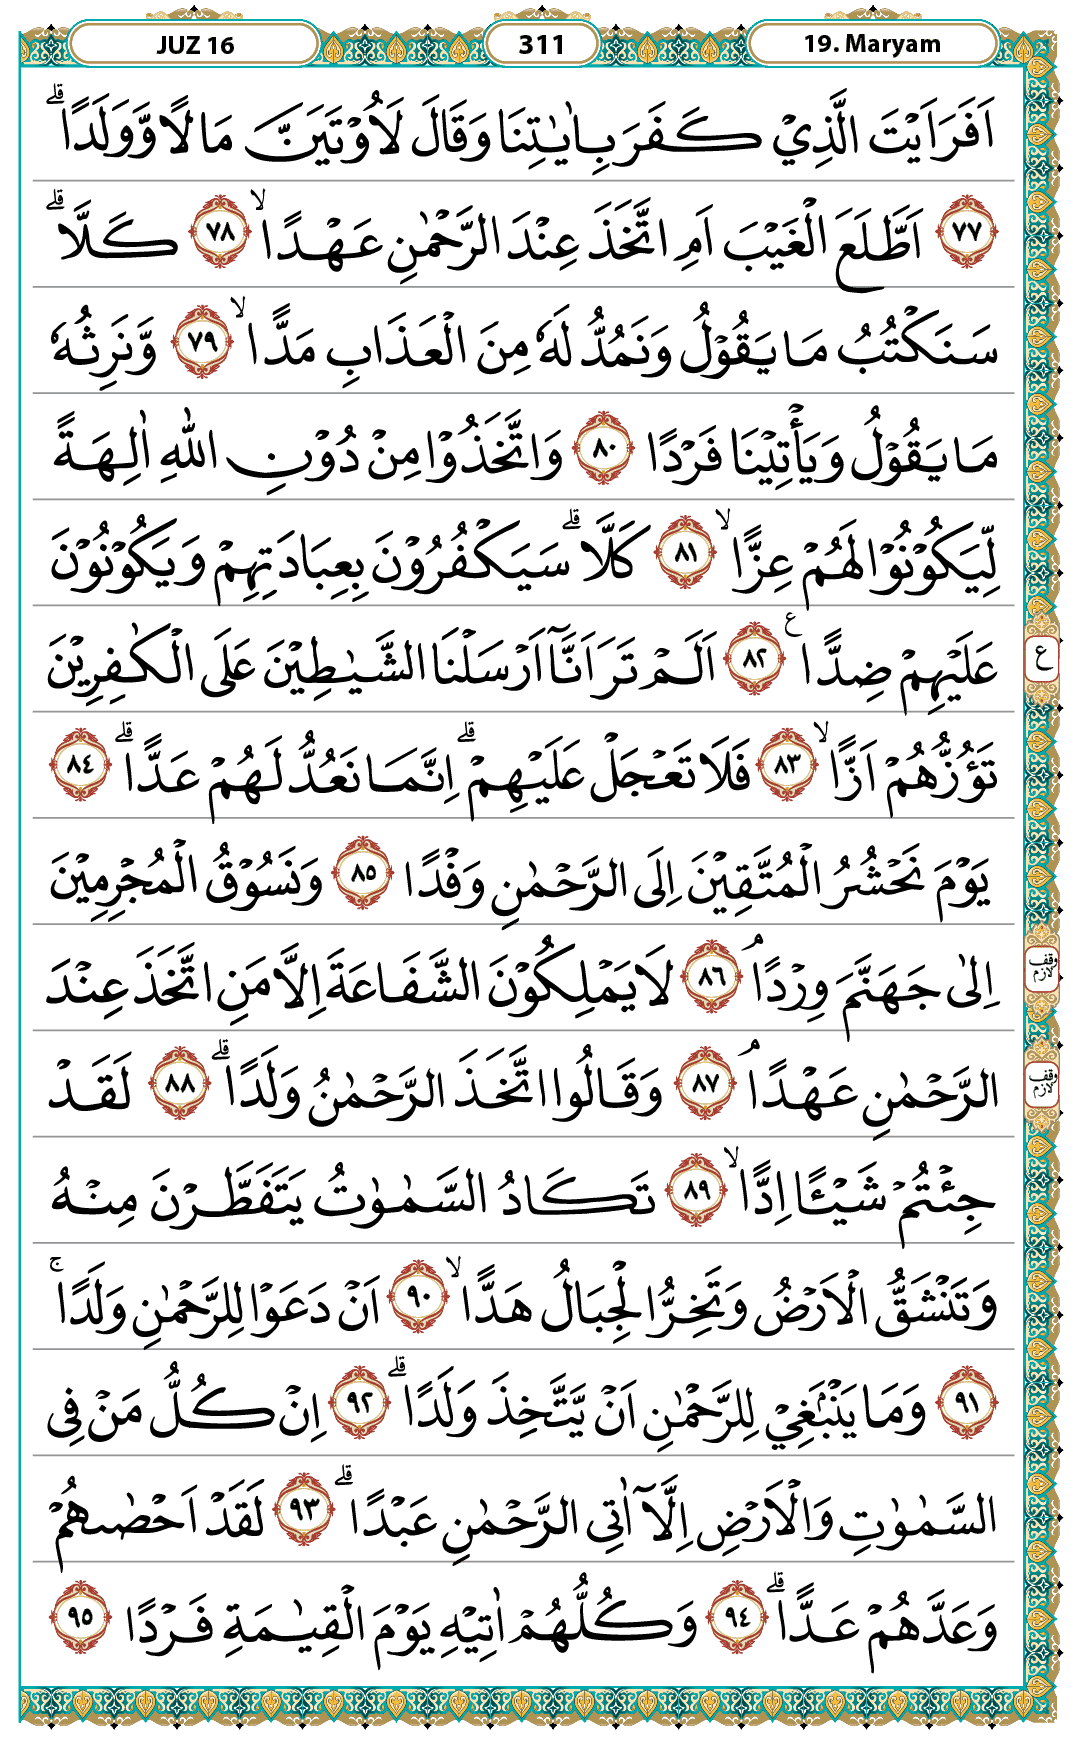 JUZ 16
311
19. Maryam
اَفَرَاَيْتَ الَّذِيْ كَفَرَ بِاٰيٰتِنَا وَقَالَ لَاُوْتَيَنَّ مَالًا وَّوَلَدًاۗ
٧٧ اَطَّلَعَ الْغَيْبَ اَمِ اتَّخَذَ عِنْدَ الرَّحْمٰنِ عَهْدًاۙ ٧٨ كَلَّاۗ
سَنَكْتُبُ مَا يَقُوْلُ وَنَمُدُّ لَهٗ مِنَ الْعَذَابِ مَدًّاۙ ٧٩ وَّنَرِثُهٗ
مَا يَقُوْلُ وَيَأْتِيْنَا فَرْدًا ٨٠ وَاتَّخَذُوْا مِنْ دُوْنِ اللّٰهِ اٰلِهَةً
لِّيَكُوْنُوْا لَهُمْ عِزًّاۙ ٨١ كَلَّاۗ سَيَكْفُرُوْنَ بِعِبَادَتِهِمْ وَيَكُوْنُوْنَ
عَلَيْهِمْ ضِدًّا ع ٨٢ اَلَمْ تَرَ اَنَّآ اَرْسَلْنَا الشَّيٰطِيْنَ عَلَى الْكٰفِرِيْنَ
ع
تَؤُزُّهُمْ اَزًّاۙ ٨٣ فَلَا تَعْجَلْ عَلَيْهِمْۗ اِنَّمَا نَعُدُّ لَهُمْ عَدًّاۗ ٨٤
يَوْمَ نَحْشُرُ الْمُتَّقِيْنَ اِلَى الرَّحْمٰنِ وَفْدًا ٨٥ وَنَسُوْقُ الْمُجْرِمِيْنَ
اِلٰى جَهَنَّمَ وِرْدًاۘ ٨٦ لَا يَمْلِكُوْنَ الشَّفَاعَةَ اِلَّا مَنِ اتَّخَذَ عِنْدَ
وقف لازم
الرَّحْمٰنِ عَهْدًاۘ ٨٧ وَقَالُوا اتَّخَذَ الرَّحْمٰنُ وَلَدًاۗ ٨٨ لَقَدْ
وقف لازم
جِئْتُمْ شَيْـًٔا اِدًّاۙ ٨٩ تَكَادُ السَّمٰوٰتُ يَتَفَطَّرْنَ مِنْهُ
وَتَنْشَقُّ الْاَرْضُ وَتَخِرُّ الْجِبَالُ هَدًّاۙ ٩٠ اَنْ دَعَوْا لِلرَّحْمٰنِ وَلَدًاۚ
٩١ وَمَا يَنْۢبَغِيْ لِلرَّحْمٰنِ اَنْ يَّتَّخِذَ وَلَدًاۗ ٩٢ اِنْ كُلُّ مَنْ فِى
السَّمٰوٰتِ وَالْاَرْضِ اِلَّآ اٰتِى الرَّحْمٰنِ عَبْدًاۗ ٩٣ لَقَدْ اَحْصٰىهُمْ
وَعَدَّهُمْ عَدًّاۗ ٩٤ وَكُلُّهُمْ اٰتِيْهِ يَوْمَ الْقِيٰمَةِ فَرْدًا ٩٥